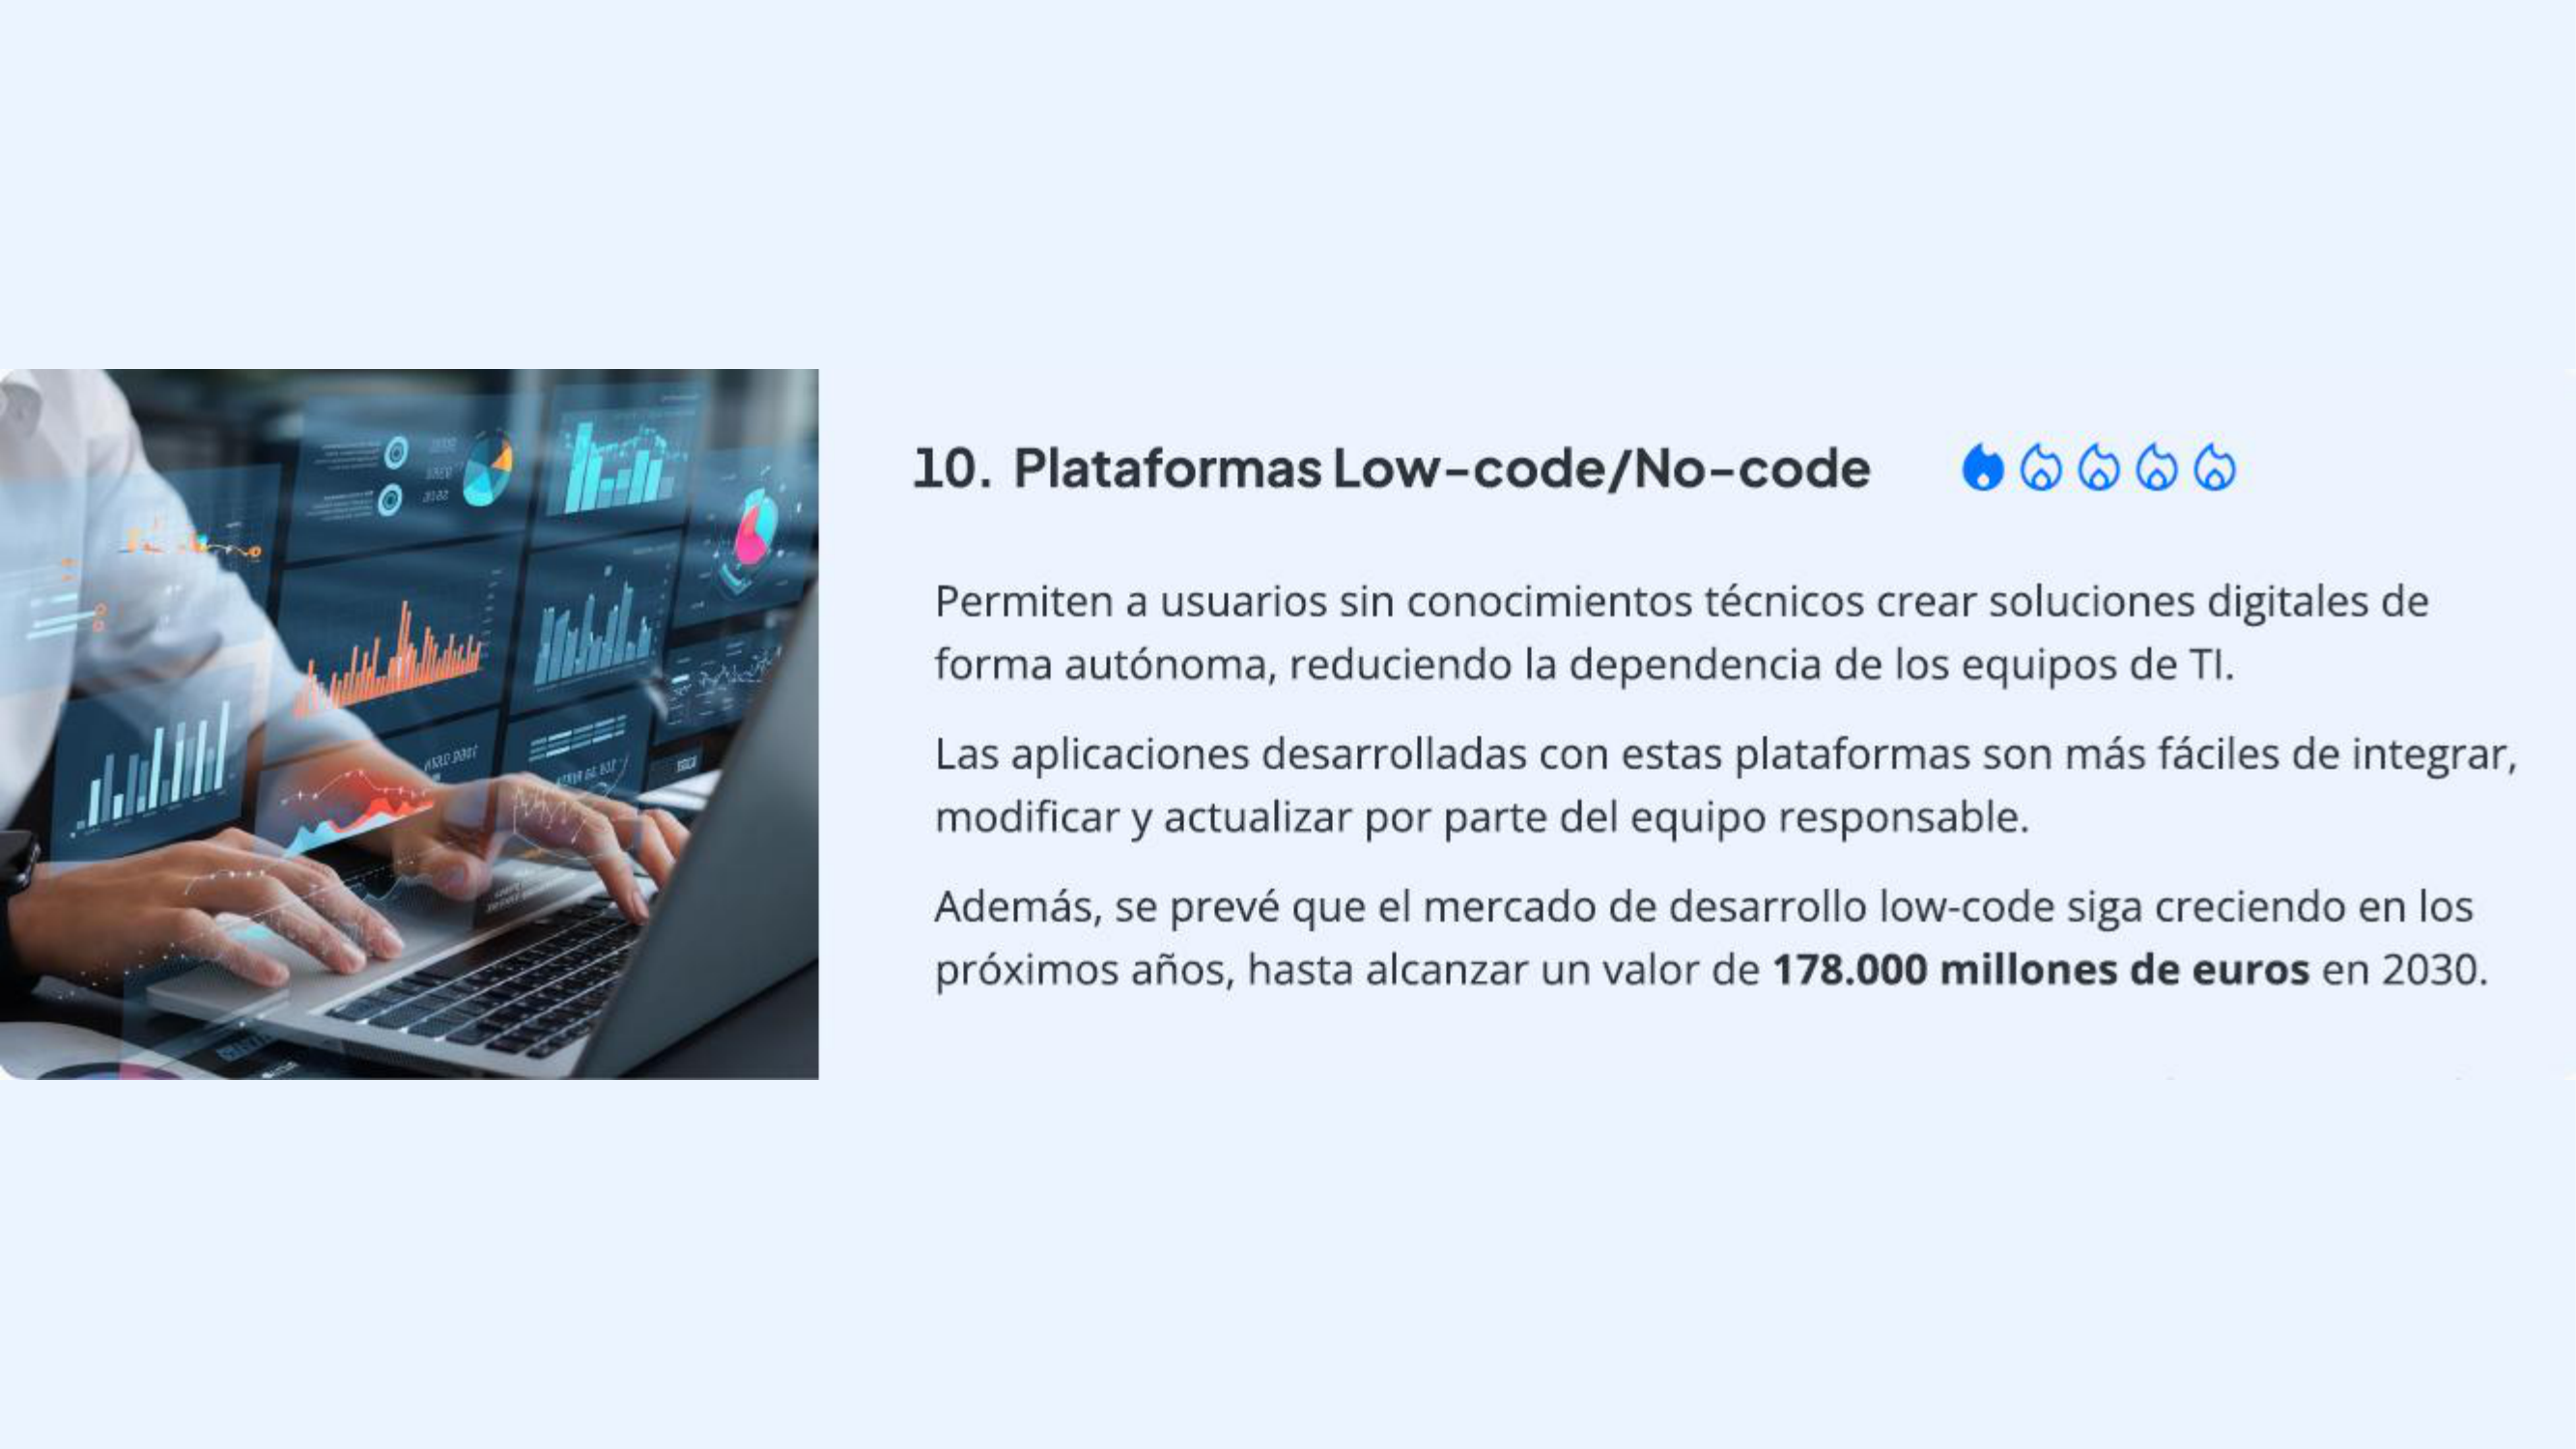 10. Plataformas Low-code/No-code
Permiten a usuarios sin conocimientos técnicos crear soluciones digitales de
forma autónoma, reduciendo la dependencia de los equipos de TI.
Las aplicaciones desarrolladas con estas plataformas son más fáciles de integrar,
modificar y actualizar por parte del equipo responsable.
Además, se prevé que el mercado de desarrollo low-code siga creciendo en los
próximos años, hasta alcanzar un valor de 178.000 millones de euros en 2030.